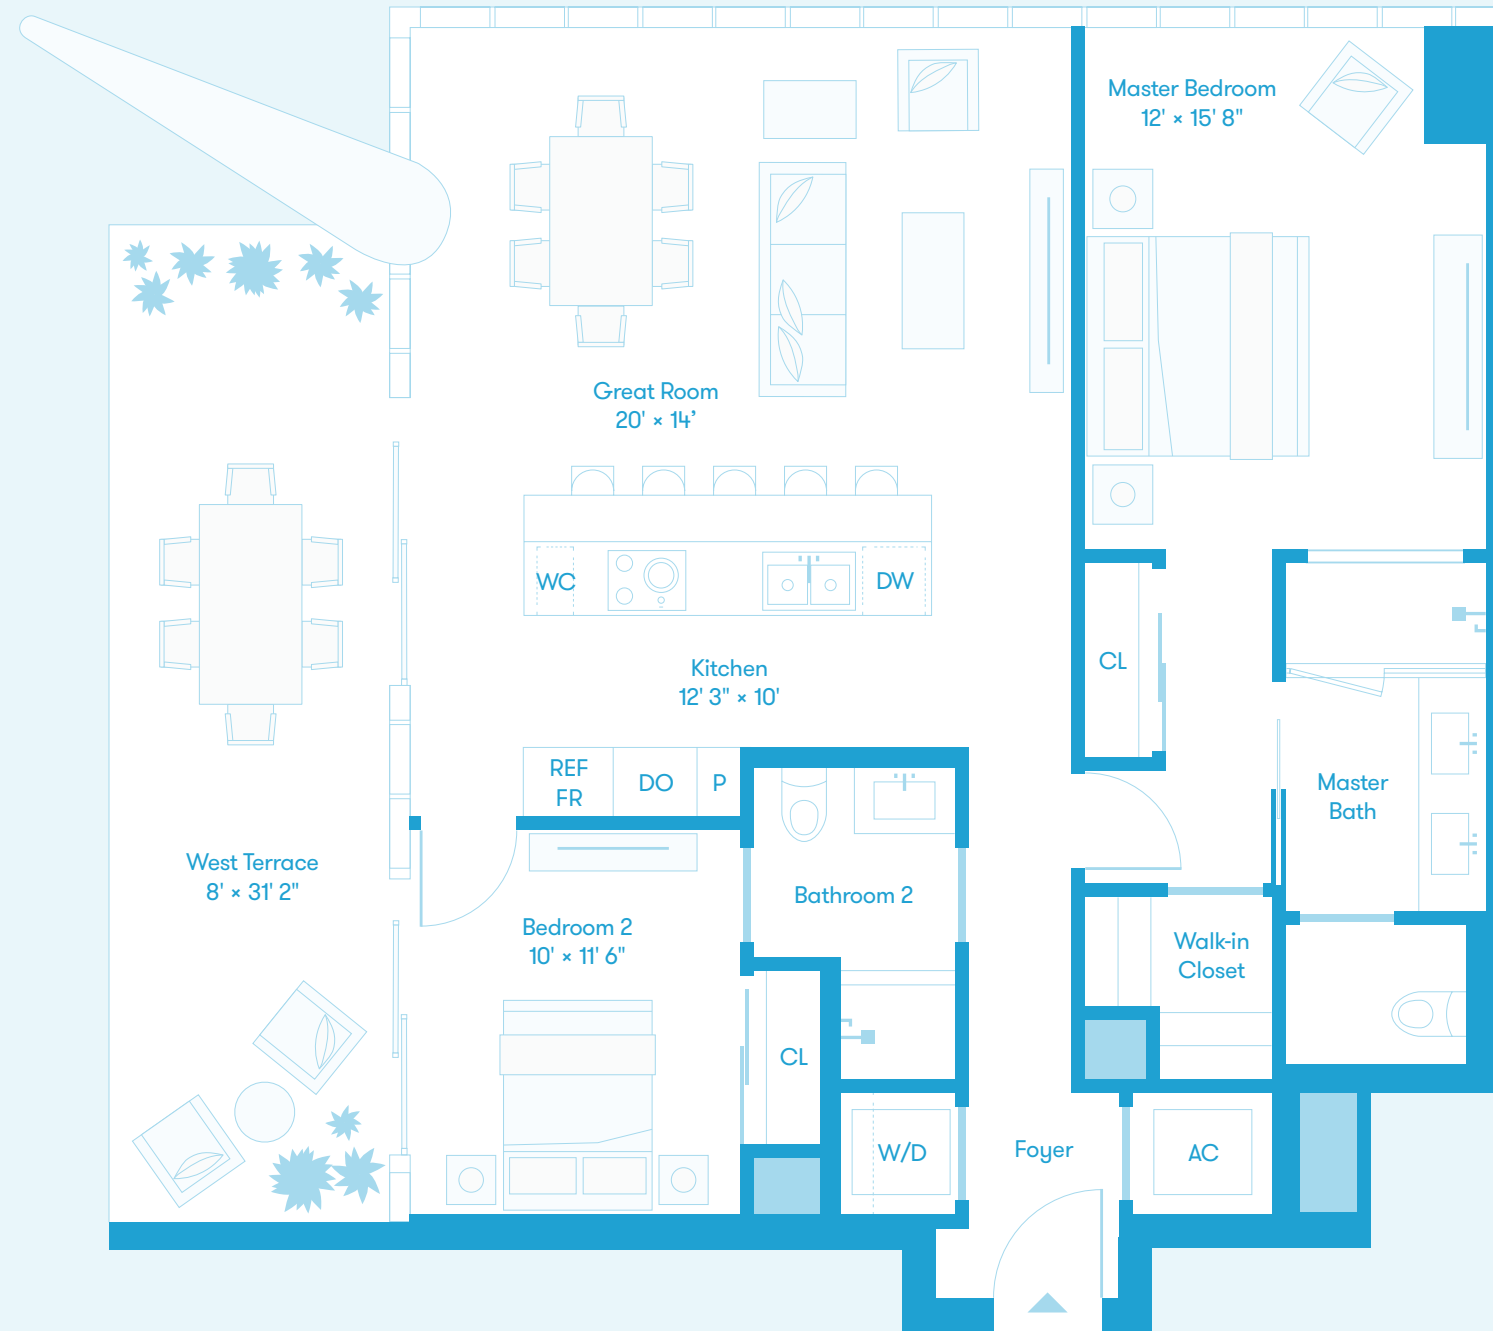 Master Bedroom
12' × 15' 8"
Great Room
20' × 14’
WC
DW
CL
Kitchen
12' 3" × 10'
REF
FR
DO
P
Master
Bath
West Terrace
8' × 31' 2"
Bathroom 2
Bedroom 2
10' × 11' 6"
Walk-in
Closet
CL
W/D
Foyer
AC